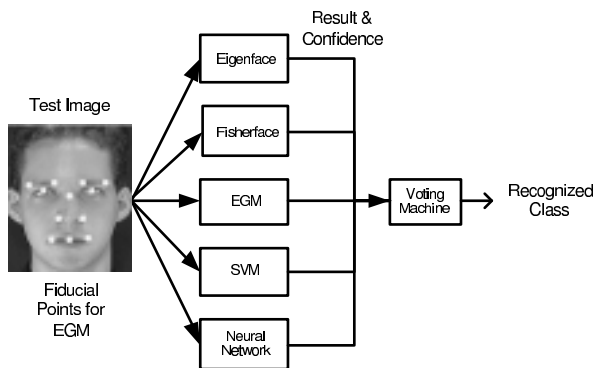 Result &
Confidence
Test Image
Eigenface
Fisherface
EGM
SVM
Neural
Network
Voting
Machine
Recognized
Class
Fiducial
Points for
EGM